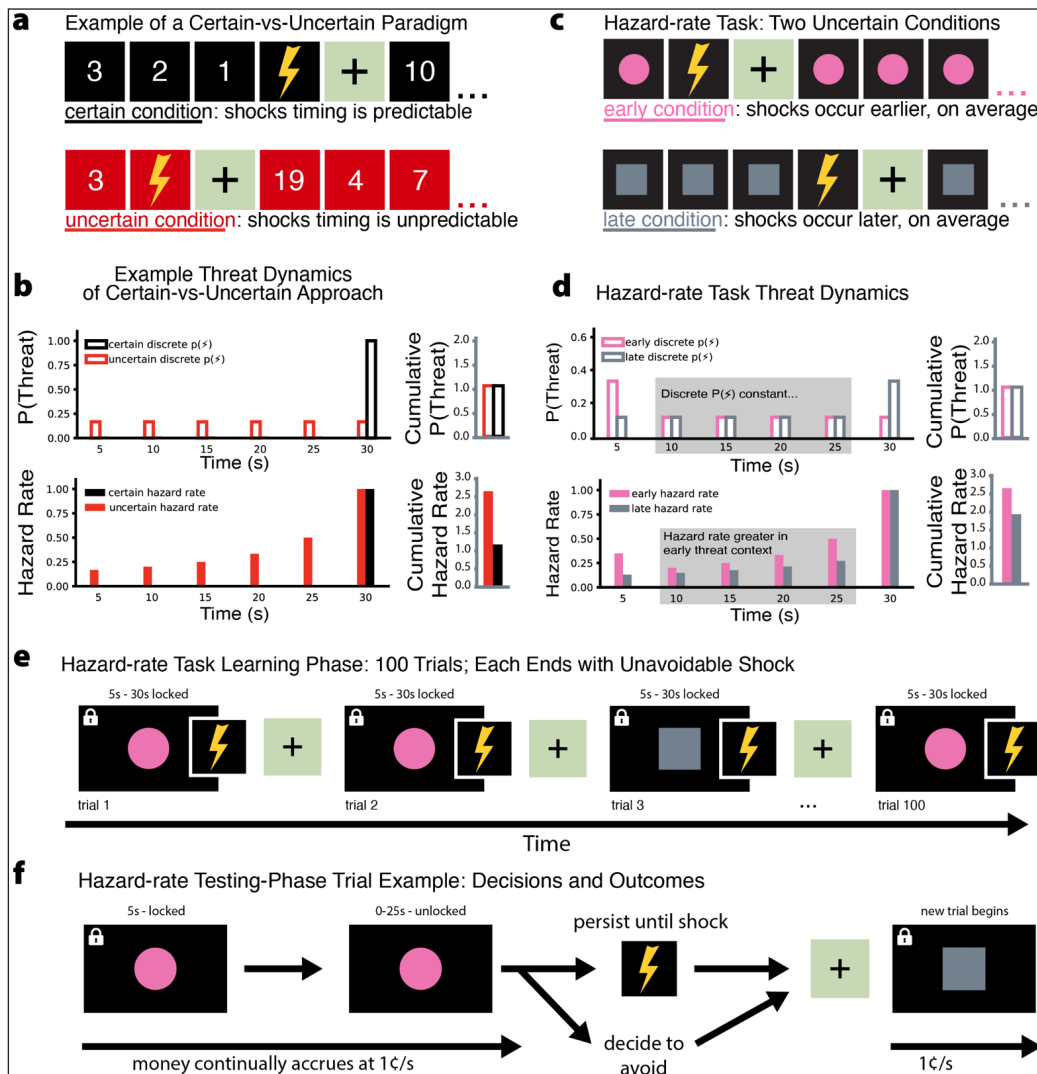 a Example of a Certain-vs-Uncertain Paradigm
3 2 1 + 10 ...
certain condition: shocks timing is predictable
3 + 19 4 7 ...
uncertain condition: shocks timing is unpredictable
c Hazard-rate Task: Two Uncertain Conditions
+ ...
early condition: shocks occur earlier, on average
+ ...
late condition: shocks occur later, on average
b Example Threat Dynamics
of Certain-vs-Uncertain Approach
P(Threat)
1.00
0.75
0.50
0.25
0.00
certain discrete p(⚡)
uncertain discrete p(⚡)
5 10 15 20 25 30
Time (s)
Cumulative
P(Threat)
2.0
1.5
1.0
0.5
0.0
Hazard Rate
1.00
0.75
0.50
0.25
0
certain hazard rate
uncertain hazard rate
5 10 15 20 25 30
Time (s)
Cumulative
Hazard Rate
3.0
2.5
2.0
1.5
1.0
0.5
0.0
d Hazard-rate Task Threat Dynamics
P(Threat)
0.6
0.4
0.2
0.0
early discrete p(⚡)
late discrete p(⚡)
Discrete P(⚡) constant...
5 10 15 20 25 30
Time (s)
Cumulative
P(Threat)
2.0
1.5
1.0
0.5
0.0
Hazard Rate
1.00
0.75
0.50
0.25
0
early hazard rate
late hazard rate
Hazard rate greater in
early threat context
5 10 15 20 25 30
Time (s)
Cumulative
Hazard Rate
3.0
2.5
2.0
1.5
1.0
0.5
0.0
e Hazard-rate Task Learning Phase: 100 Trials; Each Ends with Unavoidable Shock
5s - 30s locked 5s - 30s locked 5s - 30s locked 5s - 30s locked
+ + +
trial 1 trial 2 trial 3 ... trial 100
Time
f Hazard-rate Testing-Phase Trial Example: Decisions and Outcomes
5s - locked 0-25s - unlocked persist until shock new trial begins
+
money continually accrues at 1¢/s
decide to
avoid
1¢/s